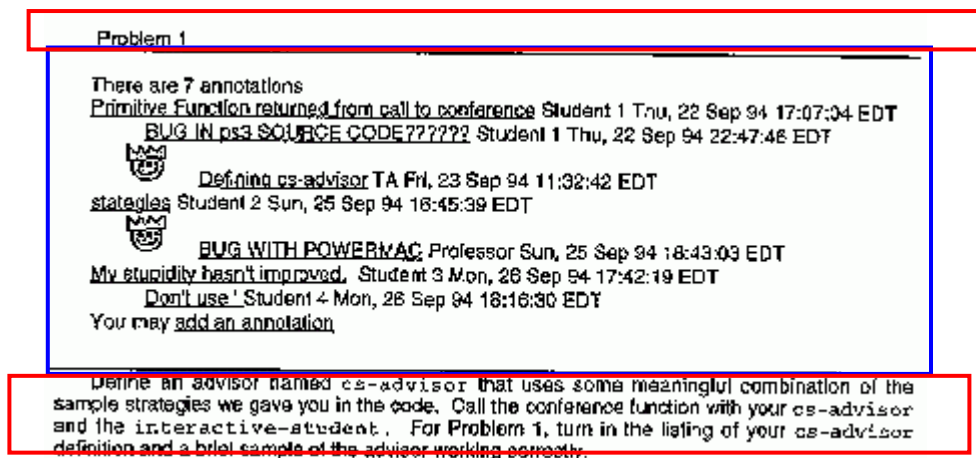 Problem 1
There are 7 annotations
Primitive Function returned from call to conference Student 1 Thu, 22 Sep 94 17:07:04 EDT
BUG IN ps3 SOURCE CODE?????? Student 1 Thu, 22 Sep 94 22:47:46 EDT
Defining cs-advisor TA Fri, 23 Sep 94 11:32:42 EDT
stategies Student 2 Sun, 25 Sep 94 16:45:39 EDT
BUG WITH POWERMAC Professor Sun, 25 Sep 94 18:43:03 EDT
My stupidity hasn't improved. Student 3 Mon, 26 Sep 94 17:42:19 EDT
Don't use ' Student 4 Mon, 26 Sep 94 18:16:30 EDT
You may add an annotation
Define an advisor named cs-advisor that uses some meaningful combination of the
sample strategies we gave you in the code. Call the conference function with your cs-advisor
and the interactive-student. For Problem 1, turn in the listing of your cs-advisor
definition and a brief sample of the advisor working correctly.